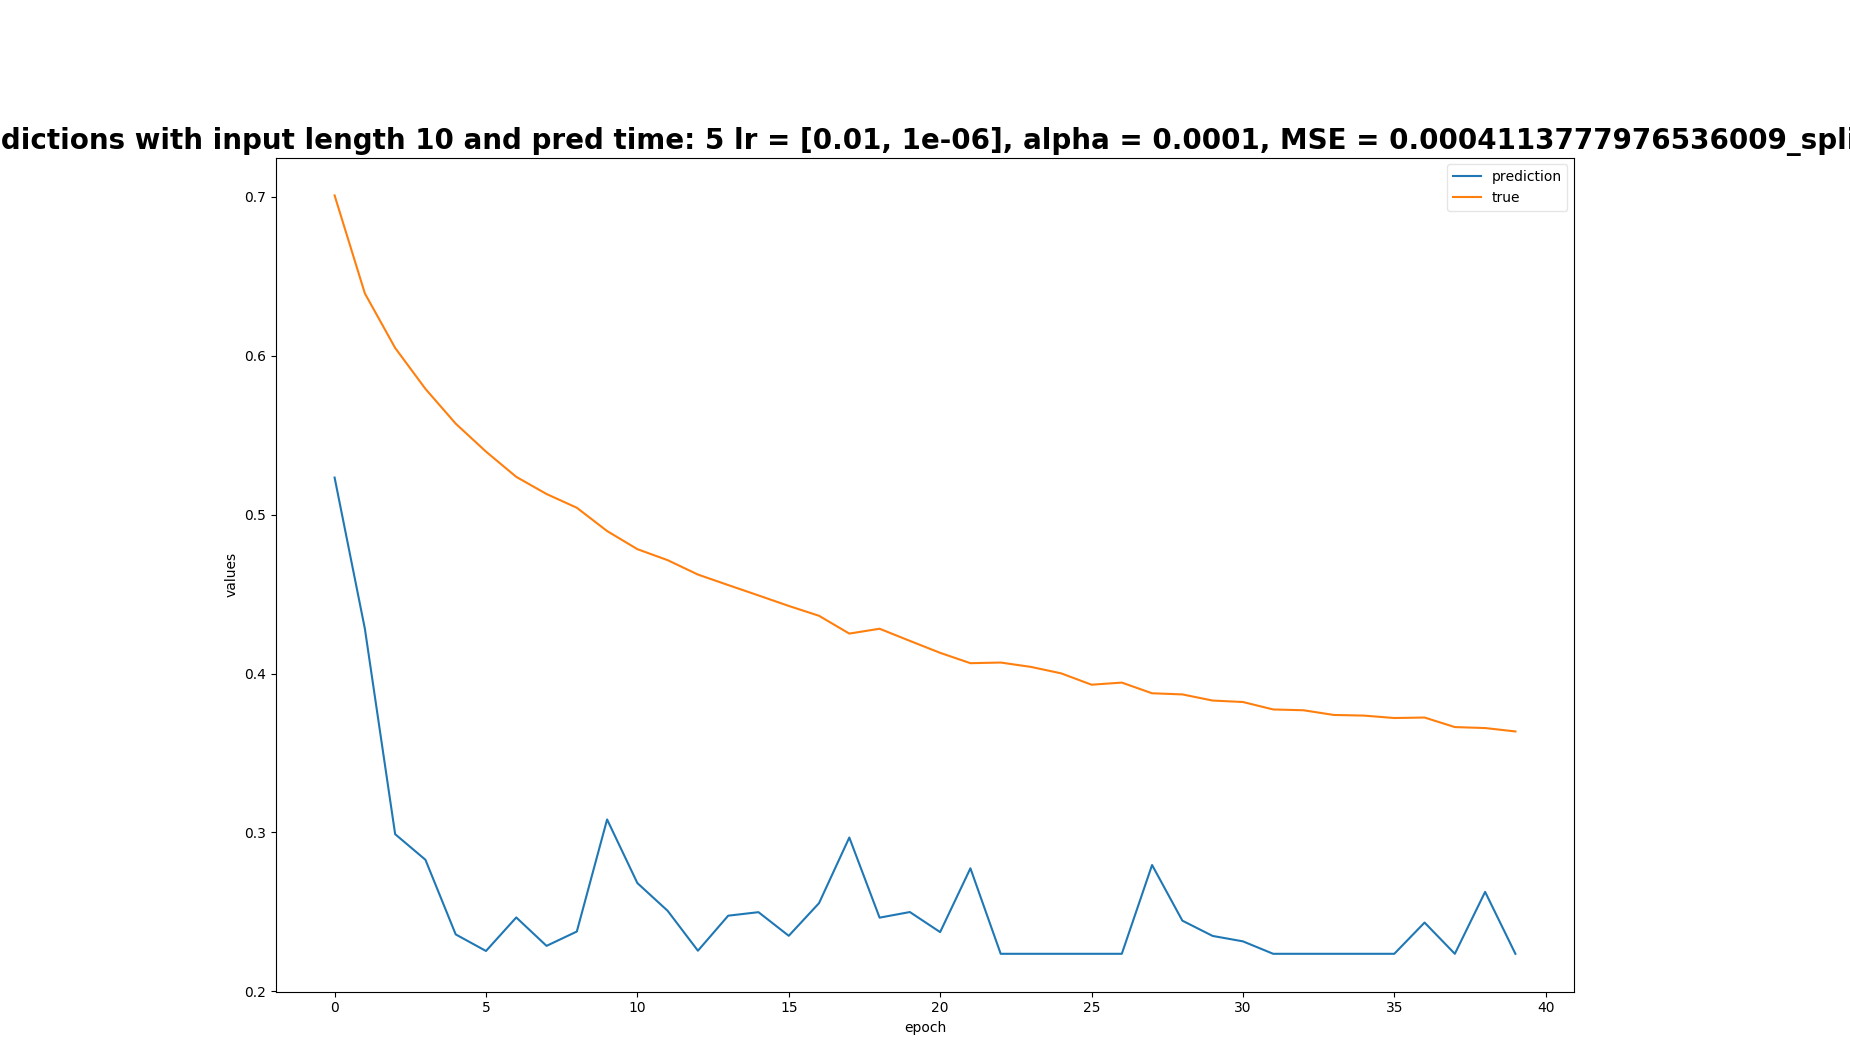 dictions with input length 10 and pred time: 5 lr = [0.01, 1e-06], alpha = 0.0001, MSE = 0.0004113777976536009_spli
prediction
true
0.7
0.6
0.5
0.4
0.3
0.2
values
0 5 10 15 20 25 30 35 40
epoch